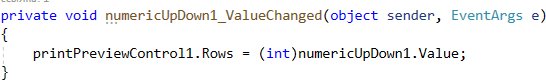 private void numericUpDown1_ValueChanged(object sender, EventArgs e)
{
    printPreviewControl1.Rows = (int)numericUpDown1.Value;
}